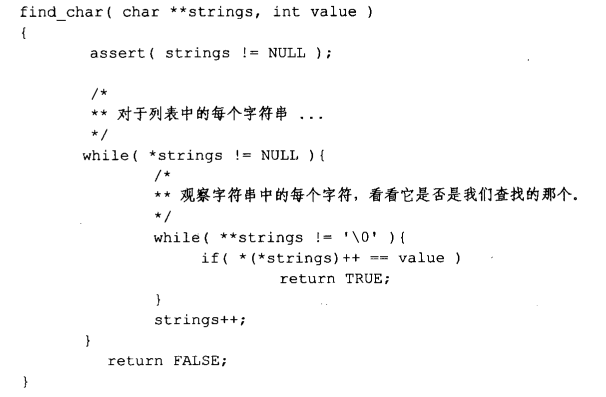 find_char( char **strings, int value )
{
assert( strings != NULL );
/*
** 对于列表中的每个字符串 ...
*/
while( *strings != NULL ){
/*
** 观察字符串中的每个字符，看看它是否是我们查找的那个。
*/
while( **strings != '\0' ){
if( *(*strings)++ == value )
return TRUE;
}
strings++;
}
return FALSE;
}